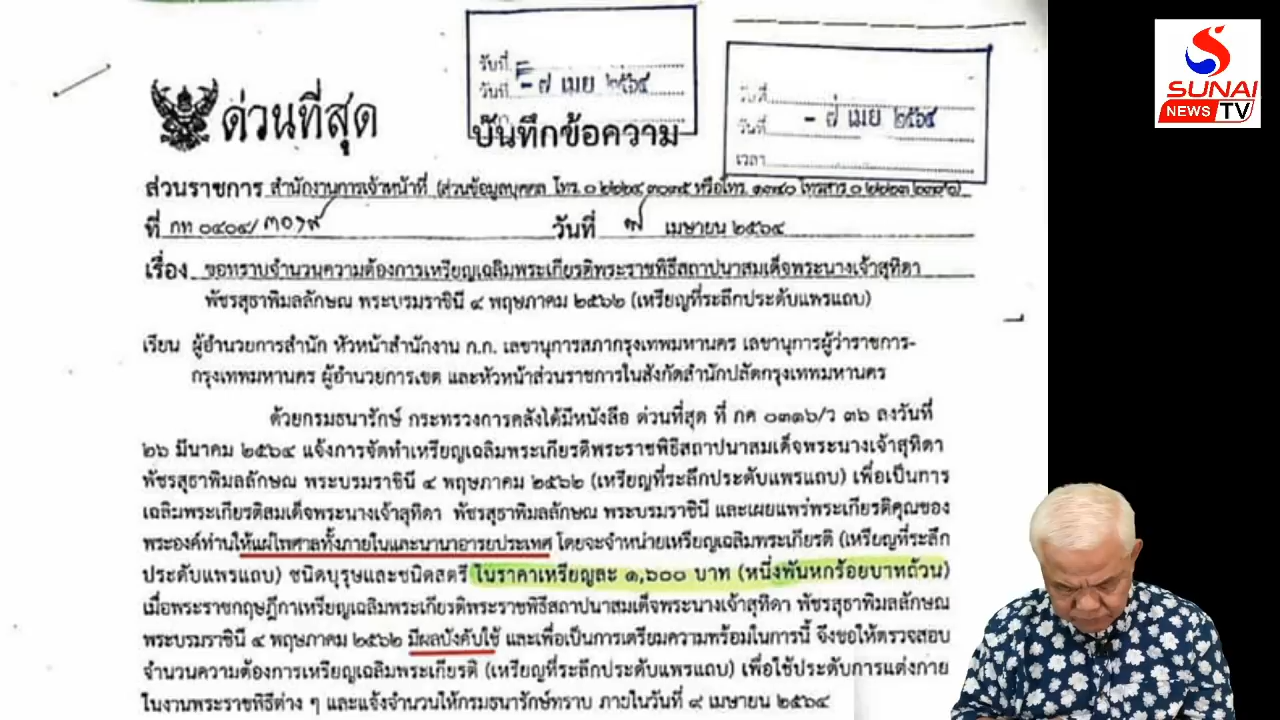 SUNAI
NEWS TV
รับที่
วันที่ - ๗ เมย ๒๕๖๔
รับที่
วันที่ - ๗ เมย ๒๕๖๔
เวลา
ด่วนที่สุด
บันทึกข้อความ
ส่วนราชการ สำนักงานการเจ้าหน้าที่ (ส่วนข้อมูลบุคคล โทร. ๐ ๒๒๒๔ ๓๐๓๕ หรือโทร. ๑๓๔๐ โทรสาร
ที่ กท ๐๔๐๔/๓๐๖๙ วันที่ ๗ เมษายน ๒๕๖๔
เรื่อง ขอทราบจำนวนความต้องการเหรียญเฉลิมพระเกียรติพระราชพิธีสถาปนาสมเด็จพระนางเจ้าสุทิดา
พัชรสุธาพิมลลักษณ พระบรมราชินี ๔ พฤษภาคม ๒๕๖๒ (เหรียญที่ระลึกประดับแพรแถบ)
เรียน ผู้อำนวยการสำนัก หัวหน้าสำนักงาน ก.ก. เลขานุการสภากรุงเทพมหานคร เลขานุการผู้ว่าราชการ-
กรุงเทพมหานคร ผู้อำนวยการเขต และหัวหน้าส่วนราชการในสังกัดสำนักปลัดกรุงเทพมหานคร
ด้วยกรมธนารักษ์ กระทรวงการคลังได้มีหนังสือ ด่วนที่สุด ที่ กค ๐๓๑๖/ว ๓๖ ลงวันที่
๒๖ มีนาคม ๒๕๖๔ แจ้งการจัดทำเหรียญเฉลิมพระเกียรติพระราชพิธีสถาปนาสมเด็จพระนางเจ้าสุทิดา
พัชรสุธาพิมลลักษณ พระบรมราชินี ๔ พฤษภาคม ๒๕๖๒ (เหรียญที่ระลึกประดับแพรแถบ) เพื่อเป็นการ
เฉลิมพระเกียรติสมเด็จพระนางเจ้าสุทิดา พัชรสุธาพิมลลักษณ พระบรมราชินี และเผยแพร่พระเกียรติคุณของ
พระองค์ท่านให้แผ่ไพศาลทั้งภายในและนานาอารยประเทศ โดยจะจำหน่ายเหรียญเฉลิมพระเกียรติ (เหรียญที่ระลึก
ประดับแพรแถบ) ชนิดบุรุษและชนิดสตรี ในราคาเหรียญละ ๑,๖๐๐ บาท (หนึ่งพันหกร้อยบาทถ้วน)
เมื่อพระราชกฤษฎีกาเหรียญเฉลิมพระเกียรติพระราชพิธีสถาปนาสมเด็จพระนางเจ้าสุทิดา พัชรสุธาพิมลลักษณ
พระบรมราชินี ๔ พฤษภาคม ๒๕๖๒ มีผลบังคับใช้ และเพื่อเป็นการเตรียมความพร้อมในการนี้ จึงขอให้ตรวจสอบ
จำนวนความต้องการเหรียญเฉลิมพระเกียรติ (เหรียญที่ระลึกประดับแพรแถบ) เพื่อใช้ประดับการแต่งกาย
ในงานพระราชพิธีต่าง ๆ และแจ้งจำนวนให้กรมธนารักษ์ทราบ ภายในวันที่ ๙ เมษายน ๒๕๖๔